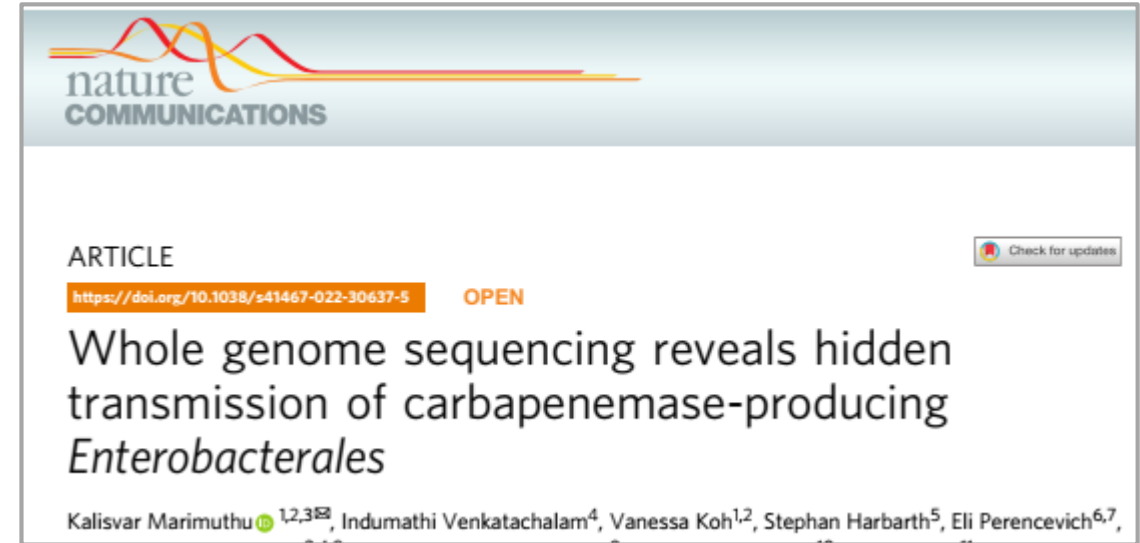 nature
COMMUNICATIONS
ARTICLE
Check for updates
https://doi.org/10.1038/s41467-022-30637-5 OPEN
Whole genome sequencing reveals hidden
transmission of carbapenemase-producing
Enterobacterales
Kalisvar Marimuthu 1,2,3✉, Indumathi Venkatachalam4, Vanessa Koh1,2, Stephan Harbarth5, Eli Perencevich6,7,